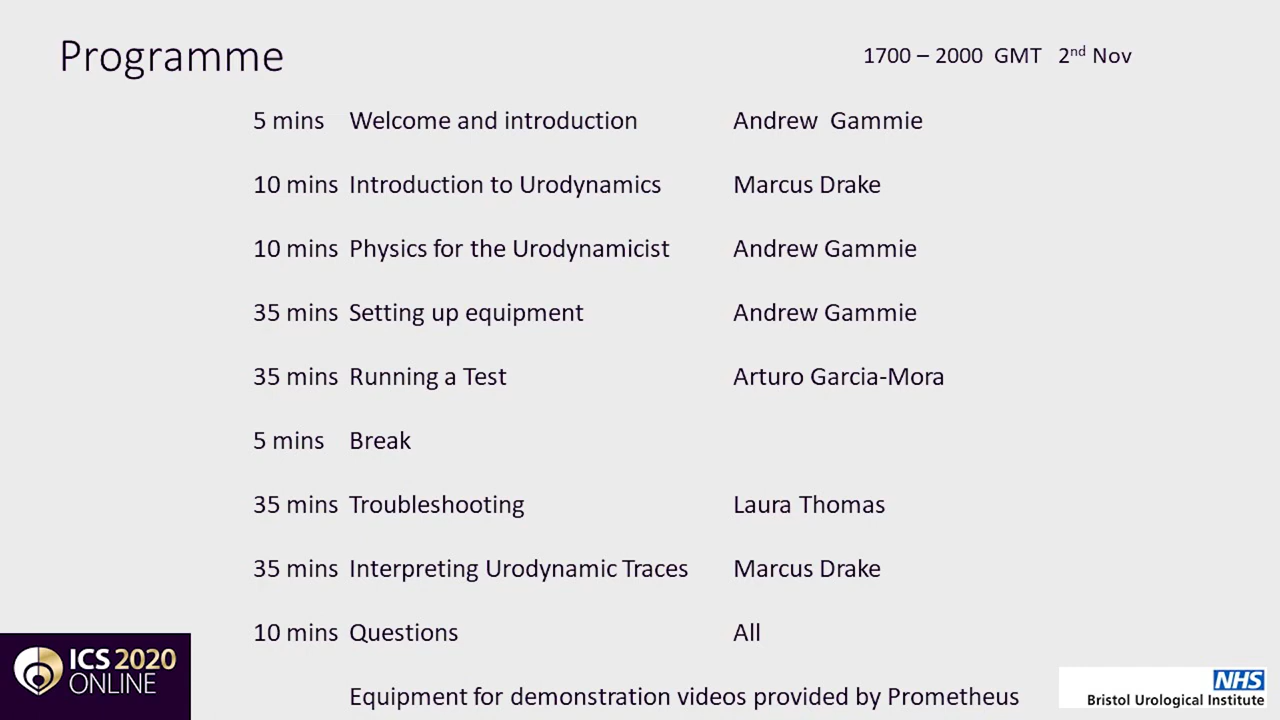 Programme
1700 – 2000 GMT 2nd Nov
5 mins Welcome and introduction Andrew Gammie
10 mins Introduction to Urodynamics Marcus Drake
10 mins Physics for the Urodynamicist Andrew Gammie
35 mins Setting up equipment Andrew Gammie
35 mins Running a Test Arturo Garcia-Mora
5 mins Break
35 mins Troubleshooting Laura Thomas
35 mins Interpreting Urodynamic Traces Marcus Drake
10 mins Questions All
Equipment for demonstration videos provided by Prometheus
ICS 2020
ONLINE
NHS
Bristol Urological Institute